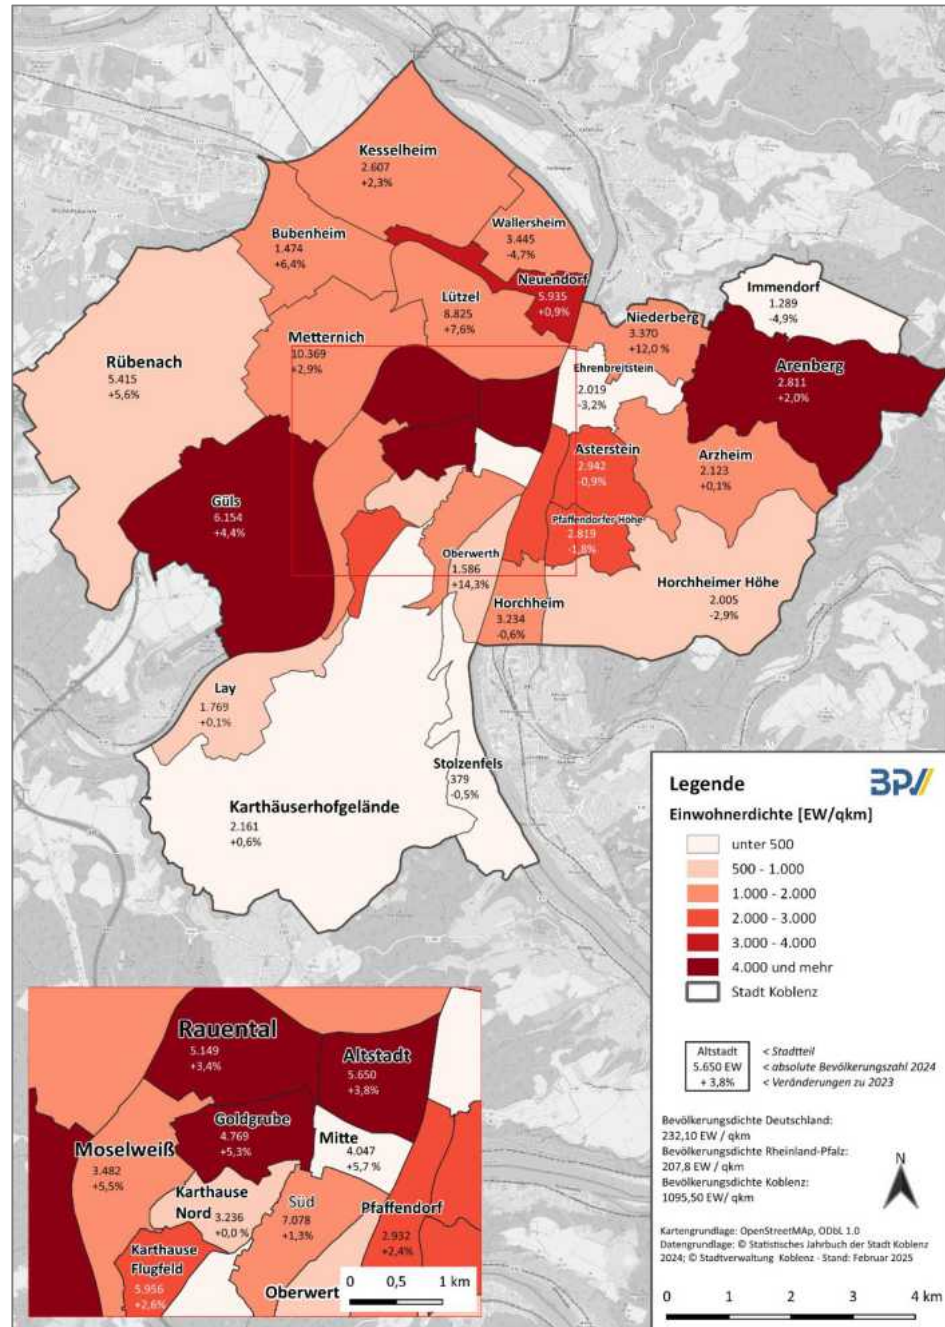 Kesselheim
2.607
+2,3%
Wallersheim
3.445
-4,7%
Bubenheim
1.474
+6,4%
Neuendorf
5.935
+0,9%
Immendorf
1.289
-4,9%
Lützel
8.825
+7,6%
Niederberg
3.370
+12,0 %
Metternich
10.369
+2,9%
Rübenach
5.415
+5,6%
Ehrenbreitstein
2.019
-3,2%
Arenberg
2.811
+2,0%
Asterstein
2.942
-0,9%
Arzheim
2.123
+0,1%
Güls
6.154
+4,4%
Pfaffendorfer Höhe
2.819
-1,8%
Oberwerth
1.586
+14,3%
Horchheimer Höhe
2.005
-2,9%
Horchheim
3.234
-0,6%
Lay
1.769
+0,1%
Stolzenfels
379
-0,5%
Karthäuserhofgelände
2.161
+0,6%
Legende
BPV
Einwohnerdichte [EW/qkm]
unter 500
500 - 1.000
1.000 - 2.000
2.000 - 3.000
3.000 - 4.000
4.000 und mehr
Stadt Koblenz
Altstadt < Stadtteil
5.650 EW < absolute Bevölkerungszahl 2024
+ 3,8% < Veränderungen zu 2023
Bevölkerungsdichte Deutschland:
232,10 EW / qkm
Bevölkerungsdichte Rheinland-Pfalz:
207,8 EW / qkm
Bevölkerungsdichte Koblenz:
1095,50 EW/ qkm
N
Kartengrundlage: OpenStreetMAp, ODbL 1.0
Datengrundlage: © Statistisches Jahrbuch der Stadt Koblenz
2024; © Stadtverwaltung Koblenz - Stand: Februar 2025
0 1 2 3 4 km
Rauental
5.149
+3,4%
Altstadt
5.650
+3,8%
Goldgrube
4.769
+5,3%
Mitte
4.047
+5,7 %
Moselweiß
3.482
+5,5%
Karthause
Nord
3.236
+0,0 %
Süd
7.078
+1,3%
Pfaffendorf
2.932
+2,4%
Karthause
Flugfeld
5.956
+2,6%
Oberwert
0 0,5 1 km